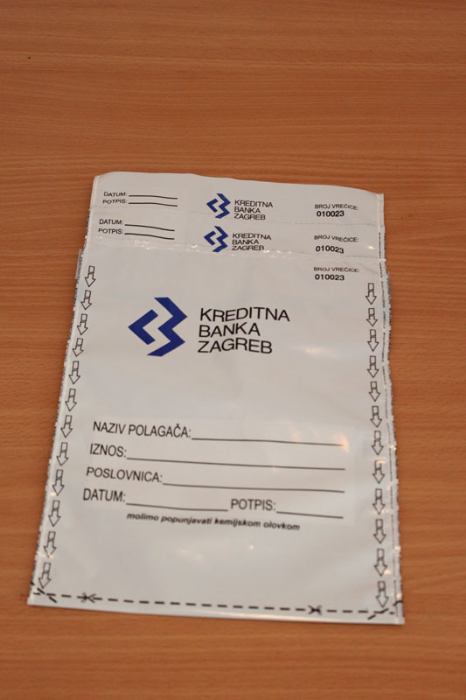 DATUM:
POTPIS:
KREDITNA
BANKA
ZAGREB
BROJ VREĆICE:
010023
DATUM:
POTPIS:
KREDITNA
BANKA
ZAGREB
BROJ VREĆICE:
010023
BROJ VREĆICE:
010023
KREDITNA
BANKA
ZAGREB
NAZIV POLAGAČA:
IZNOS:
POSLOVNICA:
DATUM: POTPIS:
molimo popunjavati kemijskom olovkom